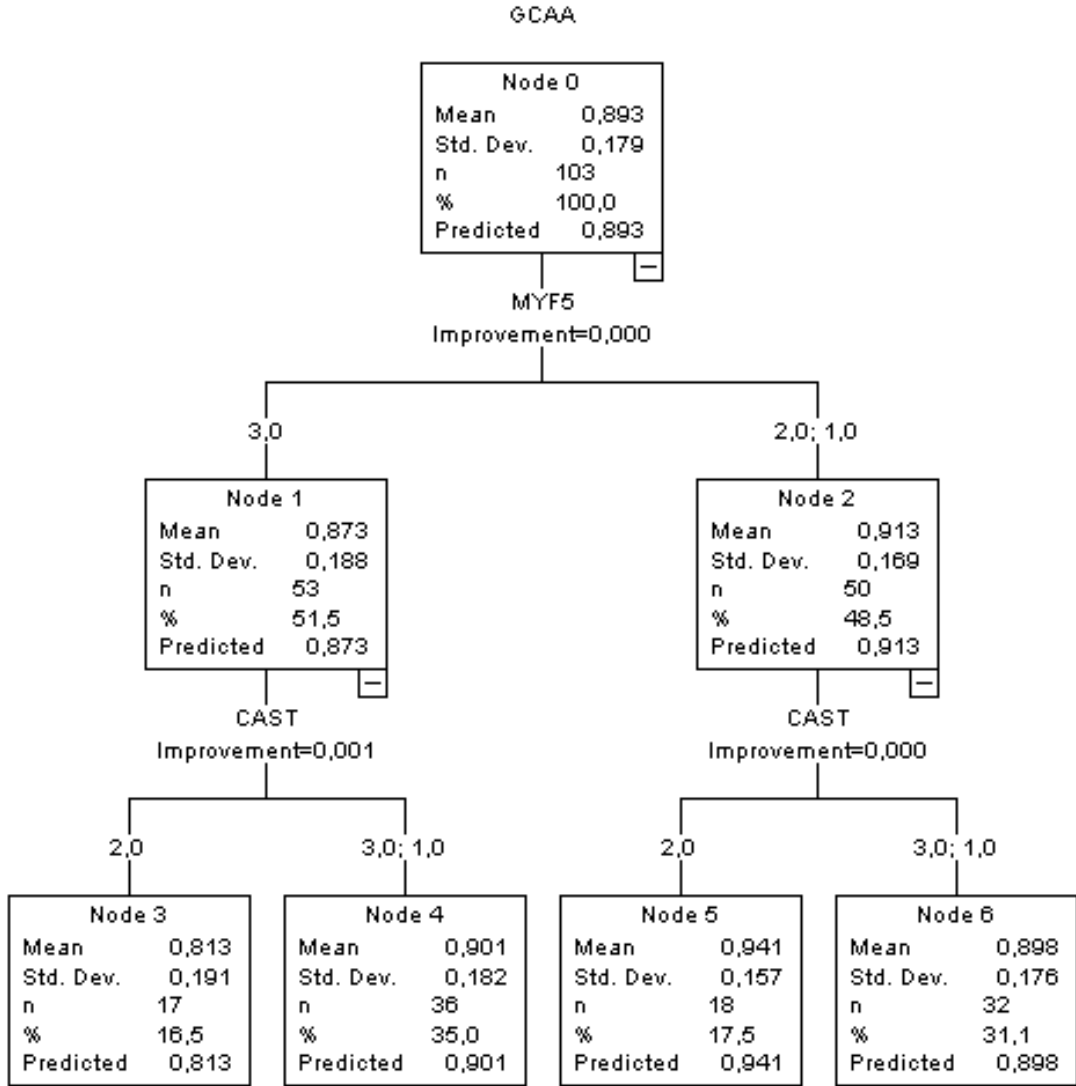 GCAA
Node 0
Mean 0,893
Std. Dev. 0,179
n 103
% 100,0
Predicted 0,893
MYF5
Improvement=0,000
3,0
2,0; 1,0
Node 1
Mean 0,873
Std. Dev. 0,188
n 53
% 51,5
Predicted 0,873
Node 2
Mean 0,913
Std. Dev. 0,169
n 50
% 48,5
Predicted 0,913
CAST
Improvement=0,001
CAST
Improvement=0,000
2,0
3,0; 1,0
2,0
3,0; 1,0
Node 3
Mean 0,813
Std. Dev. 0,191
n 17
% 16,5
Predicted 0,813
Node 4
Mean 0,901
Std. Dev. 0,182
n 36
% 35,0
Predicted 0,901
Node 5
Mean 0,941
Std. Dev. 0,157
n 18
% 17,5
Predicted 0,941
Node 6
Mean 0,898
Std. Dev. 0,176
n 32
% 31,1
Predicted 0,898